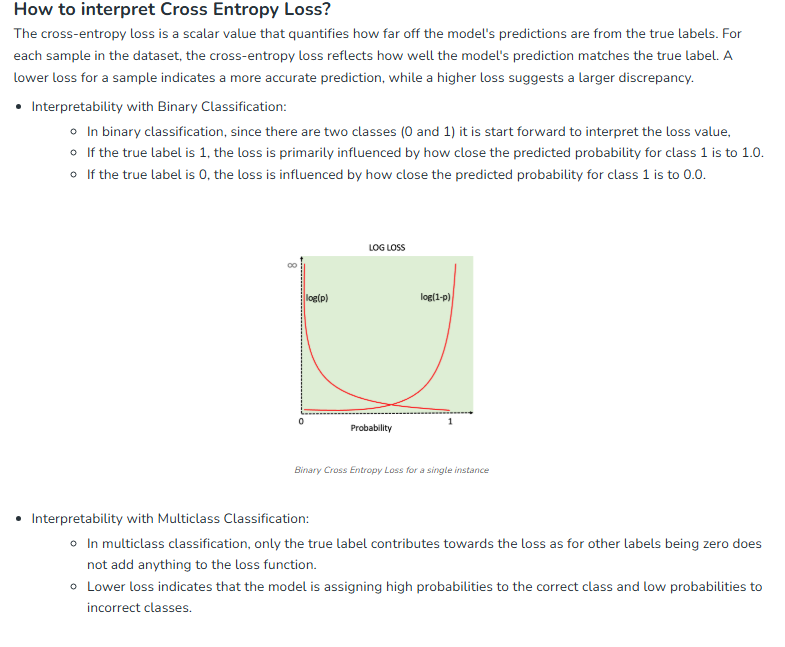 How to interpret Cross Entropy Loss?
The cross-entropy loss is a scalar value that quantifies how far off the model's predictions are from the true labels. For
each sample in the dataset, the cross-entropy loss reflects how well the model's prediction matches the true label. A
lower loss for a sample indicates a more accurate prediction, while a higher loss suggests a larger discrepancy.
• Interpretability with Binary Classification:
◦ In binary classification, since there are two classes (0 and 1) it is start forward to interpret the loss value,
◦ If the true label is 1, the loss is primarily influenced by how close the predicted probability for class 1 is to 1.0.
◦ If the true label is 0, the loss is influenced by how close the predicted probability for class 1 is to 0.0.
LOG LOSS
∞
log(p)
log(1-p)
0
1
Probability
Binary Cross Entropy Loss for a single instance
• Interpretability with Multiclass Classification:
◦ In multiclass classification, only the true label contributes towards the loss as for other labels being zero does
not add anything to the loss function.
◦ Lower loss indicates that the model is assigning high probabilities to the correct class and low probabilities to
incorrect classes.